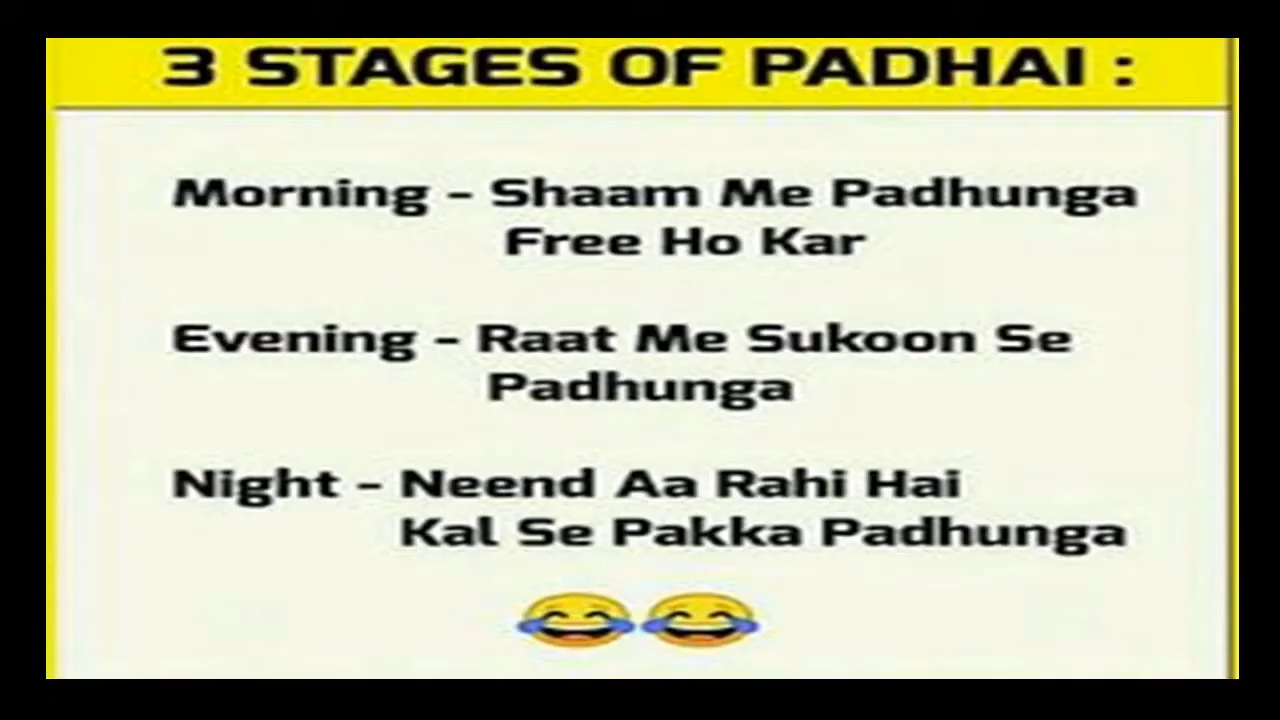 3 STAGES OF PADHAI :
Morning - Shaam Me Padhunga
Free Ho Kar
Evening - Raat Me Sukoon Se
Padhunga
Night - Neend Aa Rahi Hai
Kal Se Pakka Padhunga
😂😂